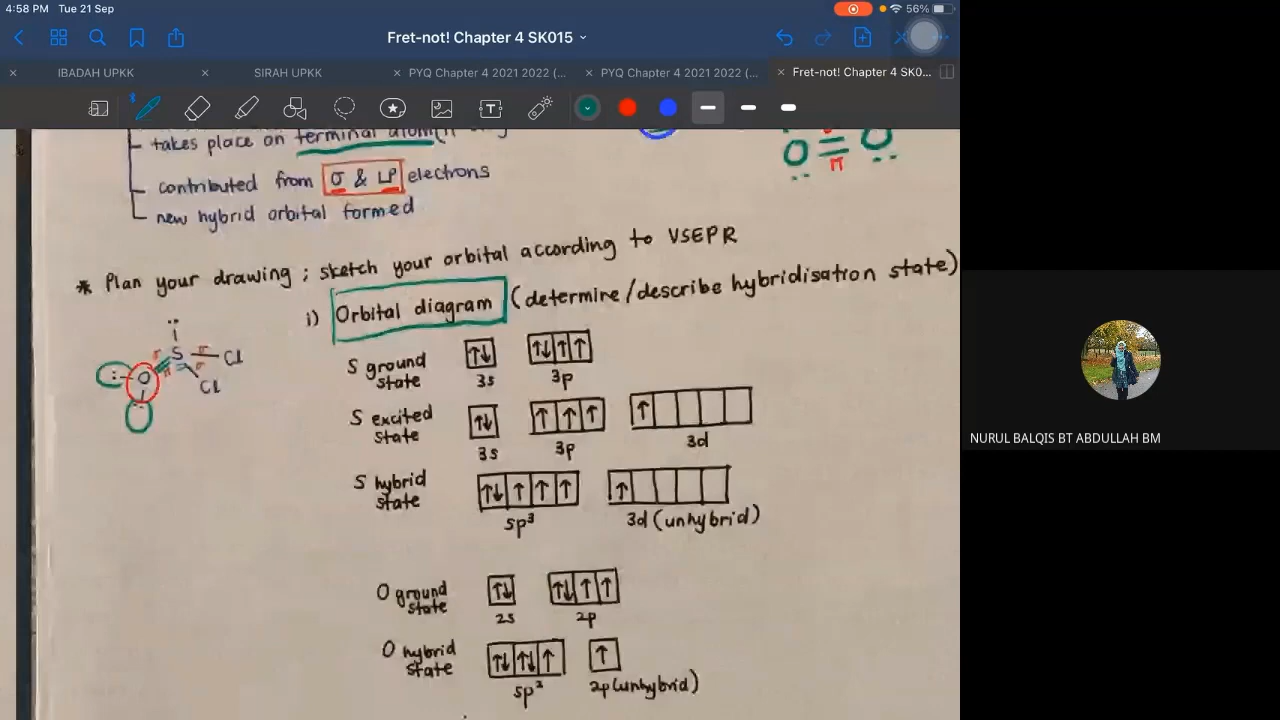 4:58 PM Tue 21 Sep
56%
Fret-not! Chapter 4 SK015
IBADAH UPKK
SIRAH UPKK
PYQ Chapter 4 2021 2022 (...
PYQ Chapter 4 2021 2022 (...
Fret-not! Chapter 4 SK0...
takes place on terminal atom
contributed from σ & LP electrons
new hybrid orbital formed
O = O
π
* Plan your drawing ; sketch your orbital according to VSEPR
i) Orbital diagram (determine/describe hybridisation state)
S Cl
O Cl
S ground state ↑↓ ↑↓ ↑ ↑
3s 3p
S excited state ↑↓ ↑ ↑ ↑ ↑
3s 3p 3d
S hybrid state ↑↓ ↑ ↑ ↑ ↑
sp³ 3d (unhybrid)
O ground state ↑↓ ↑↓ ↑ ↑
2s 2p
O hybrid state ↑↓ ↑↓ ↑ ↑
sp² 2p(unhybrid)
NURUL BALQIS BT ABDULLAH BM